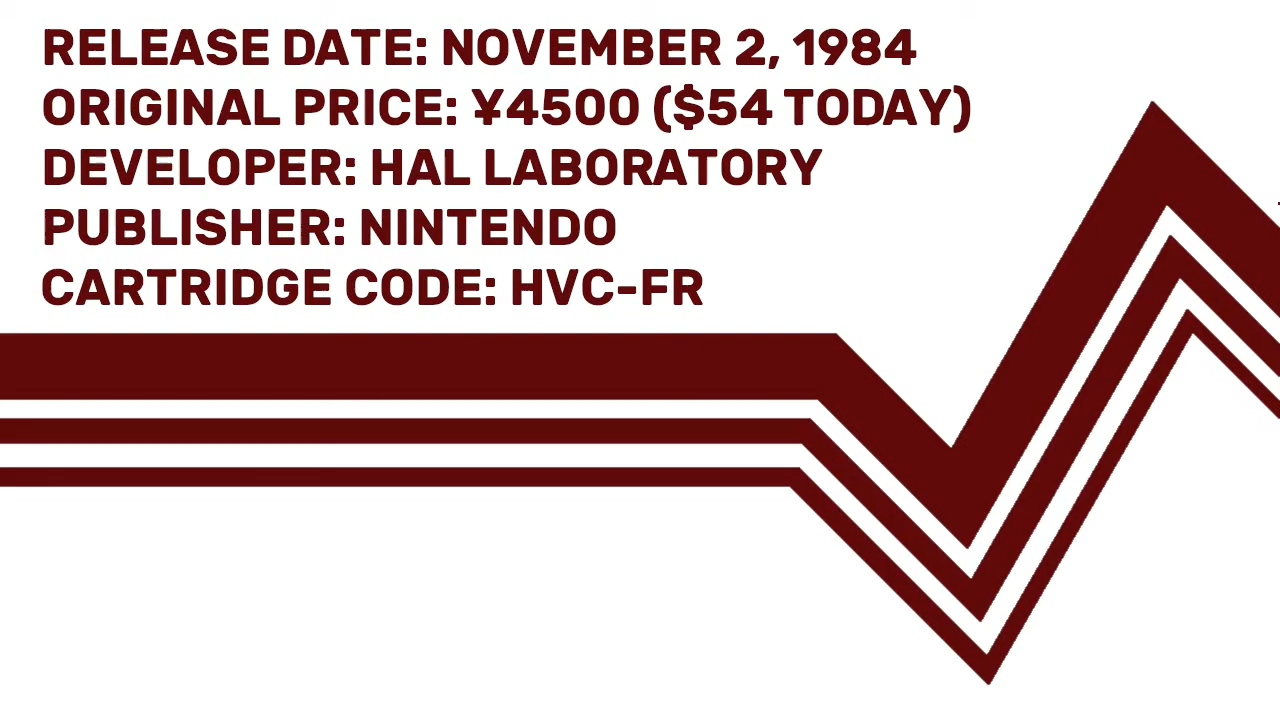 RELEASE DATE: NOVEMBER 2, 1984
ORIGINAL PRICE: ¥4500 ($54 TODAY)
DEVELOPER: HAL LABORATORY
PUBLISHER: NINTENDO
CARTRIDGE CODE: HVC-FR